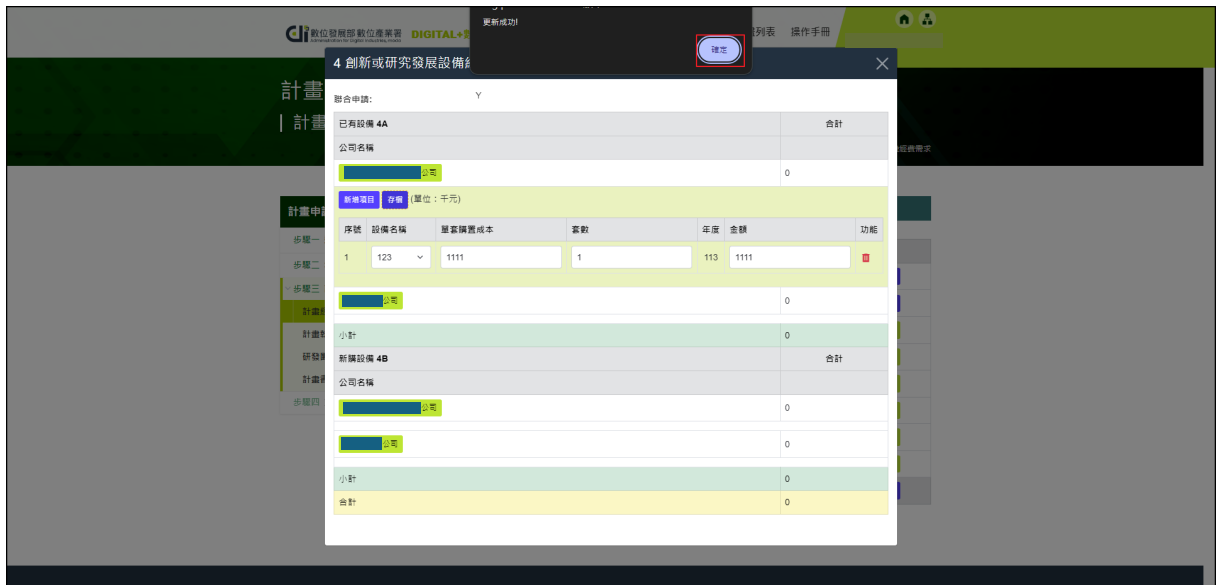 更新成功!
確定
數位發展部數位產業署 DIGITAL+
列表 操作手冊
4 創新或研究發展設備
計畫
計畫
經費需求
聯合申請: Y
已有設備 4A 合計
公司名稱
公司 0
新增項目 存檔 (單位：千元)
序號 設備名稱 單套購置成本 套數 年度 金額 功能
1 123 1111 1 113 1111
公司 0
小計 0
新購設備 4B 合計
公司名稱
公司 0
公司 0
小計 0
合計 0
計畫申
步驟一
步驟二
步驟三
計畫
計畫
研發
計畫
步驟四